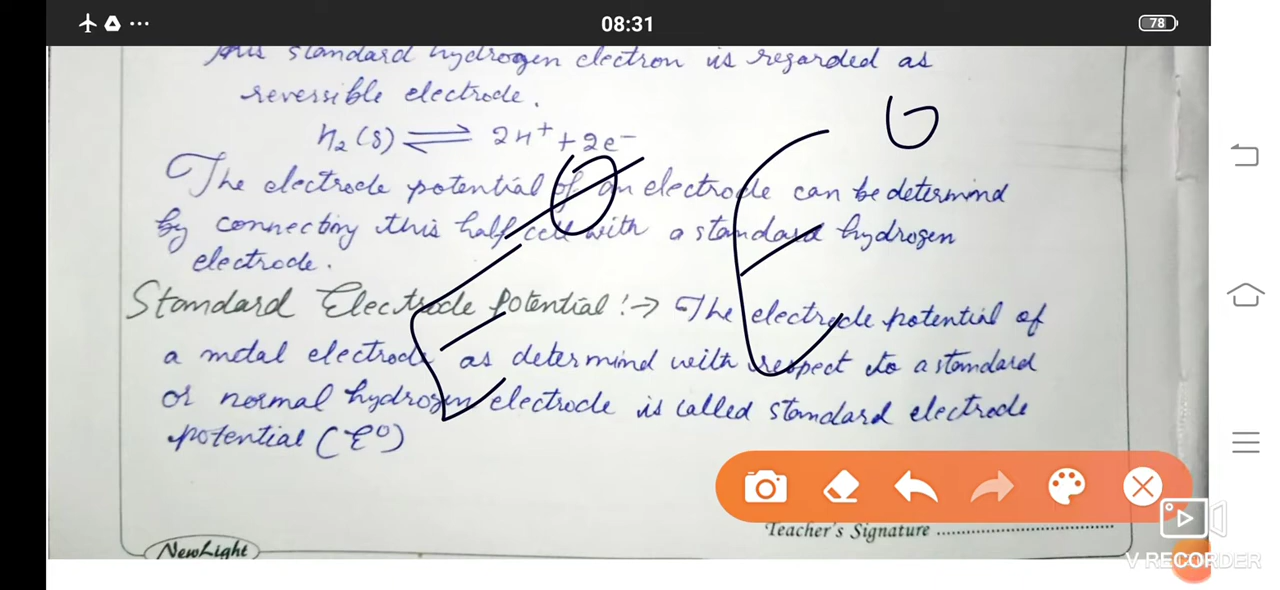 08:31
78
this standard hydrogen electron is regarded as
reversible electrode.
H₂(g) ⇌ 2H⁺ + 2e⁻
The electrode potential of an electrode can be determind
by connecting this half cell with a standard hydrogen
electrode.
Standard Electrode Potential :→ The electrode potential of
a metal electrode as determind with respect to a standard
or normal hydrogen electrode is called standard electrode
potential (E⁰)
E⊖
E
Teacher's Signature
NewLight
V RECORDER